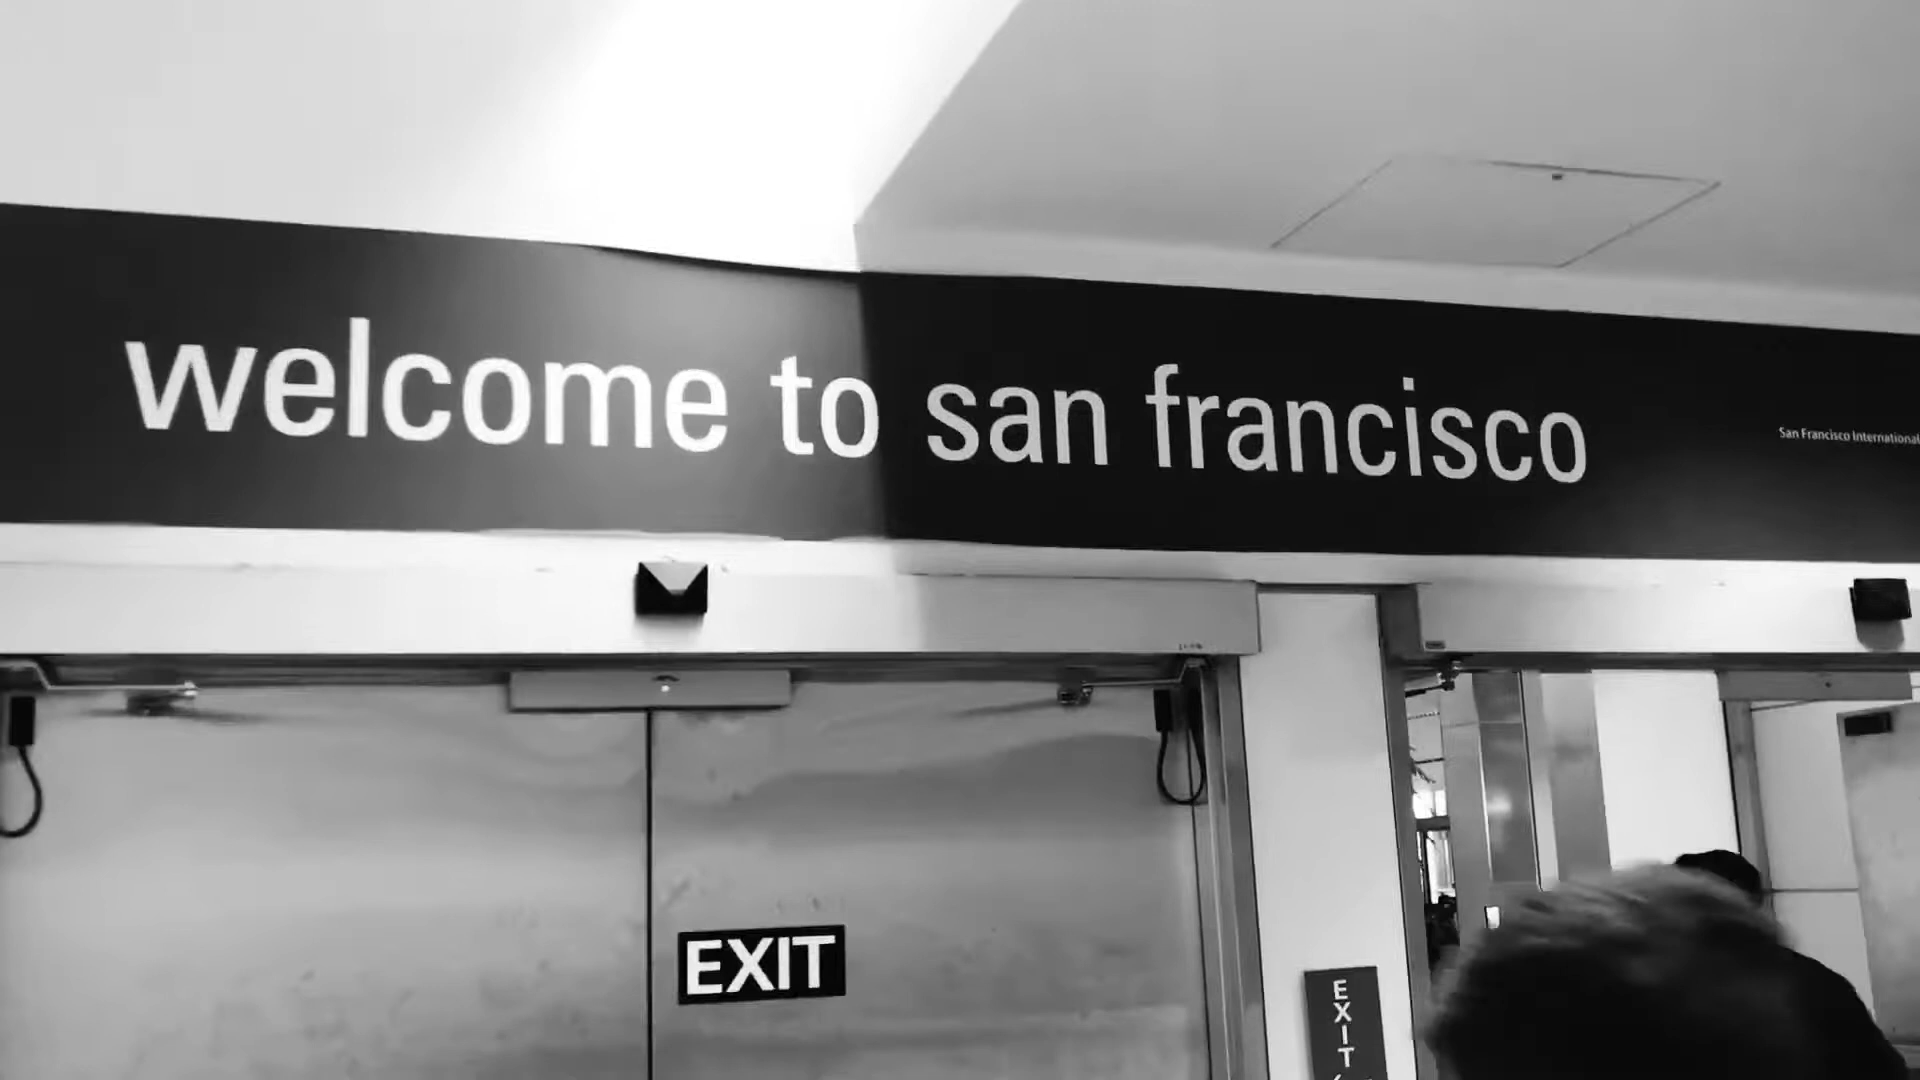 welcome to san francisco
San Francisco International
EXIT
EXIT